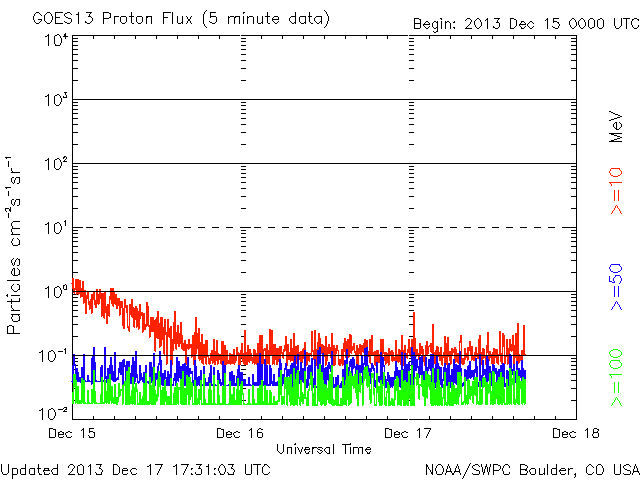 GOES13 Proton Flux (5 minute data)
Begin: 2013 Dec 15 0000 UTC
10⁴
10³
10²
10¹
10⁰
10⁻¹
10⁻²
Particles cm⁻²s⁻¹sr⁻¹
MeV
>=10
>=50
>=100
Dec 15
Dec 16
Dec 17
Dec 18
Universal Time
Updated 2013 Dec 17 17:31:03 UTC
NOAA/SWPC Boulder, CO USA